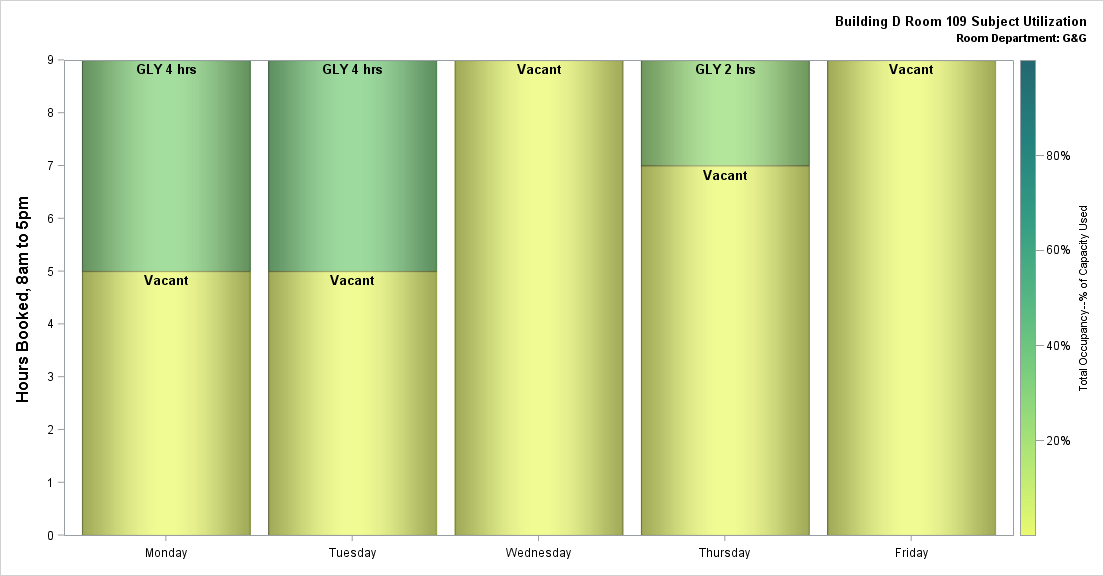 Building D Room 109 Subject Utilization
Room Department: G&G
Hours Booked, 8am to 5pm
9
8
7
6
5
4
3
2
1
0
GLY 4 hrs
Vacant
GLY 4 hrs
Vacant
Vacant
GLY 2 hrs
Vacant
Vacant
Monday
Tuesday
Wednesday
Thursday
Friday
80%
60%
40%
20%
Total Occupancy--% of Capacity Used